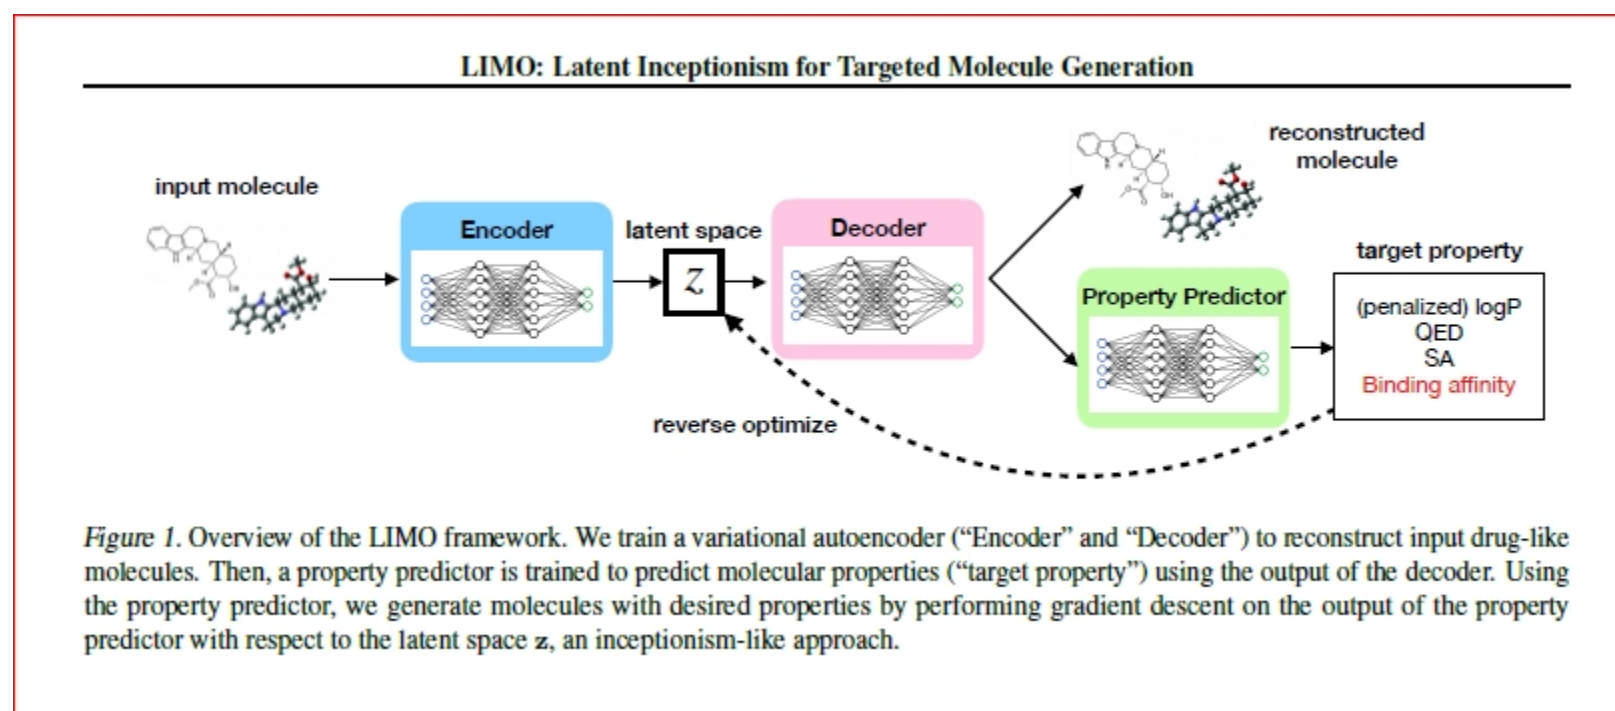 LIMO: Latent Inceptionism for Targeted Molecule Generation
input molecule
Encoder
latent space
z
Decoder
reconstructed
molecule
Property Predictor
target property
(penalized) logP
QED
SA
Binding affinity
reverse optimize
Figure 1. Overview of the LIMO framework. We train a variational autoencoder (“Encoder” and “Decoder”) to reconstruct input drug-like
molecules. Then, a property predictor is trained to predict molecular properties (“target property”) using the output of the decoder. Using
the property predictor, we generate molecules with desired properties by performing gradient descent on the output of the property
predictor with respect to the latent space z, an inceptionism-like approach.